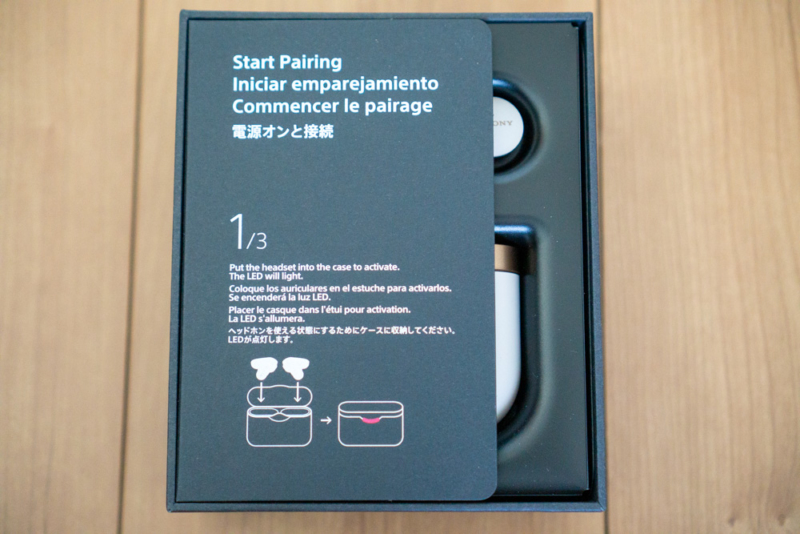 Start Pairing
Iniciar emparejamiento
Commencer le pairage
電源オンと接続
1/3
Put the headset into the case to activate.
The LED will light.
Coloque los auriculares en el estuche para activarlos.
Se encenderá la luz LED.
Placer le casque dans l'étui pour activation.
La LED s'allumera.
ヘッドホンを使える状態にするためにケースに収納してください。
LEDが点灯します。
ONY